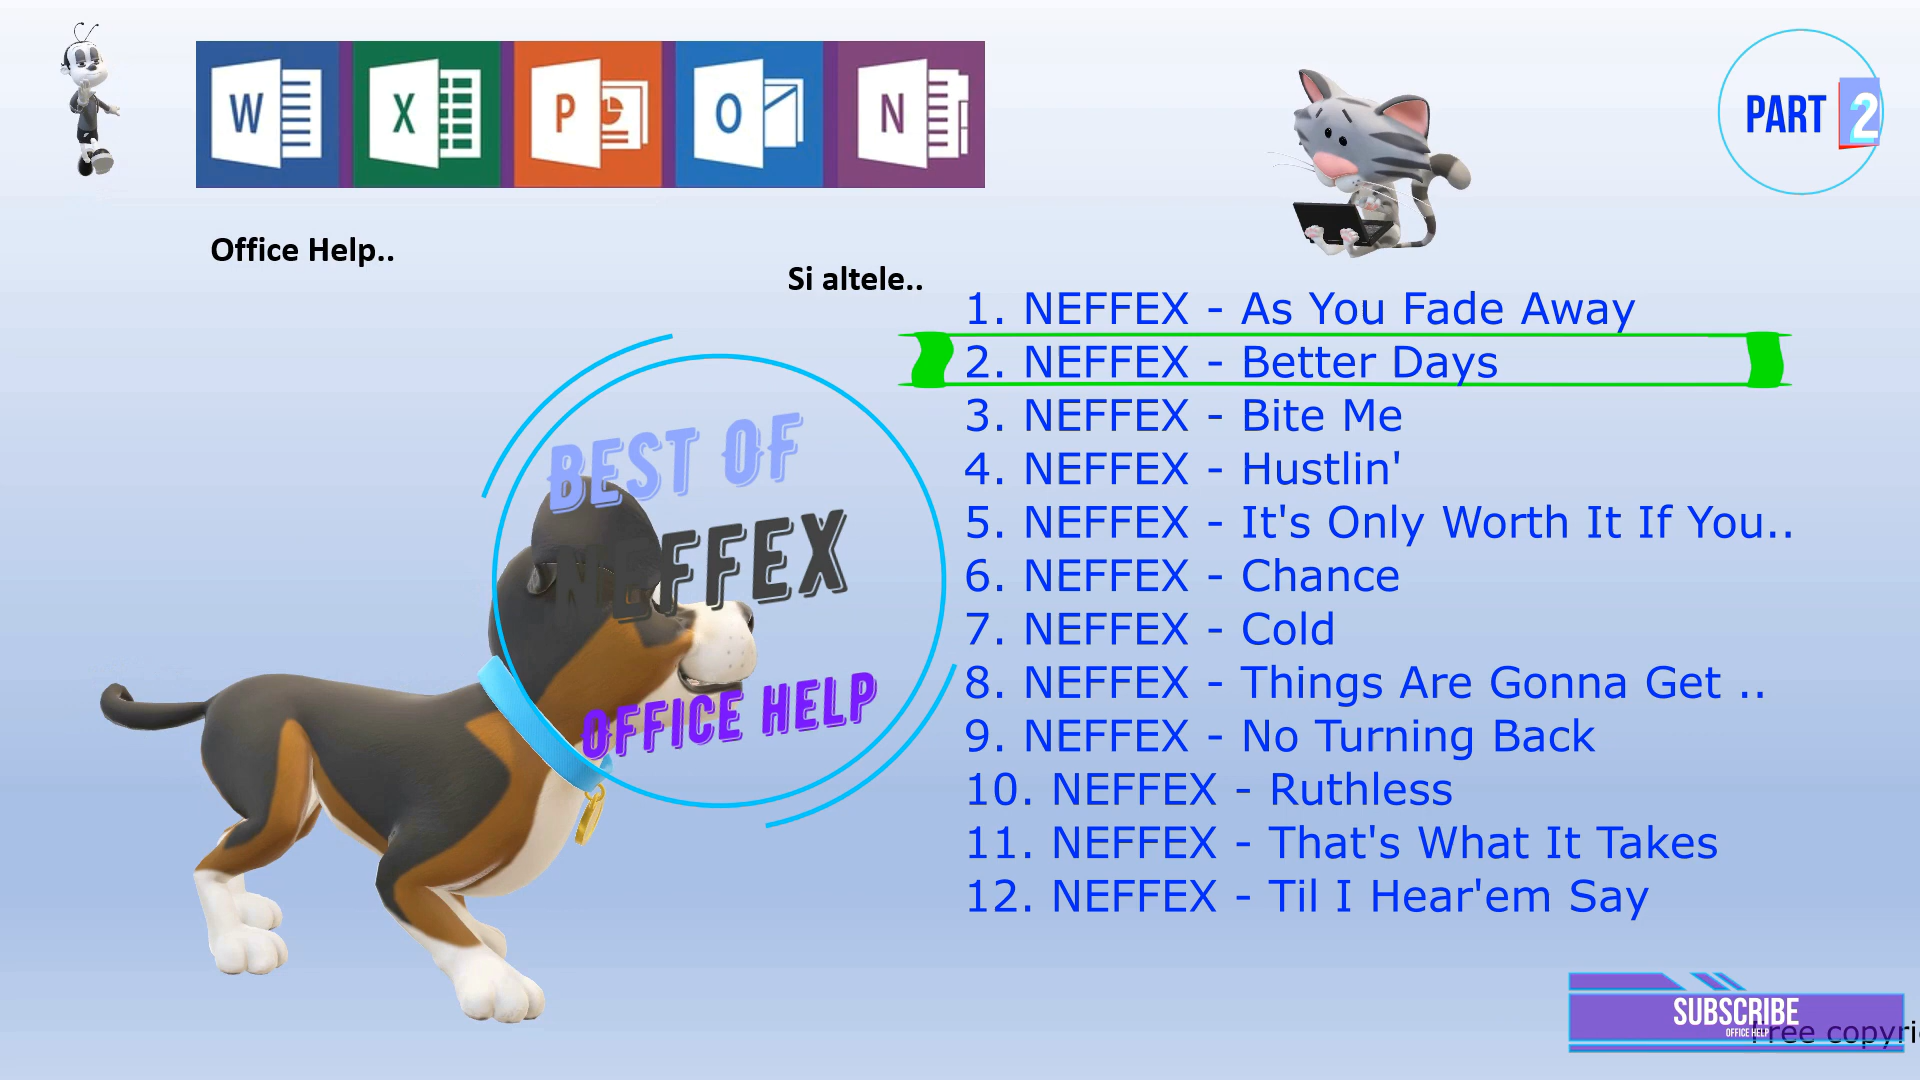 W X P O N
PART 2
Office Help..
Si altele..
1. NEFFEX - As You Fade Away
2. NEFFEX - Better Days
3. NEFFEX - Bite Me
4. NEFFEX - Hustlin'
5. NEFFEX - It's Only Worth It If You..
6. NEFFEX - Chance
7. NEFFEX - Cold
8. NEFFEX - Things Are Gonna Get ..
9. NEFFEX - No Turning Back
10. NEFFEX - Ruthless
11. NEFFEX - That's What It Takes
12. NEFFEX - Til I Hear'em Say
BEST OF
NEFFEX
OFFICE HELP
SUBSCRIBE
OFFICE HELP
Free copyri